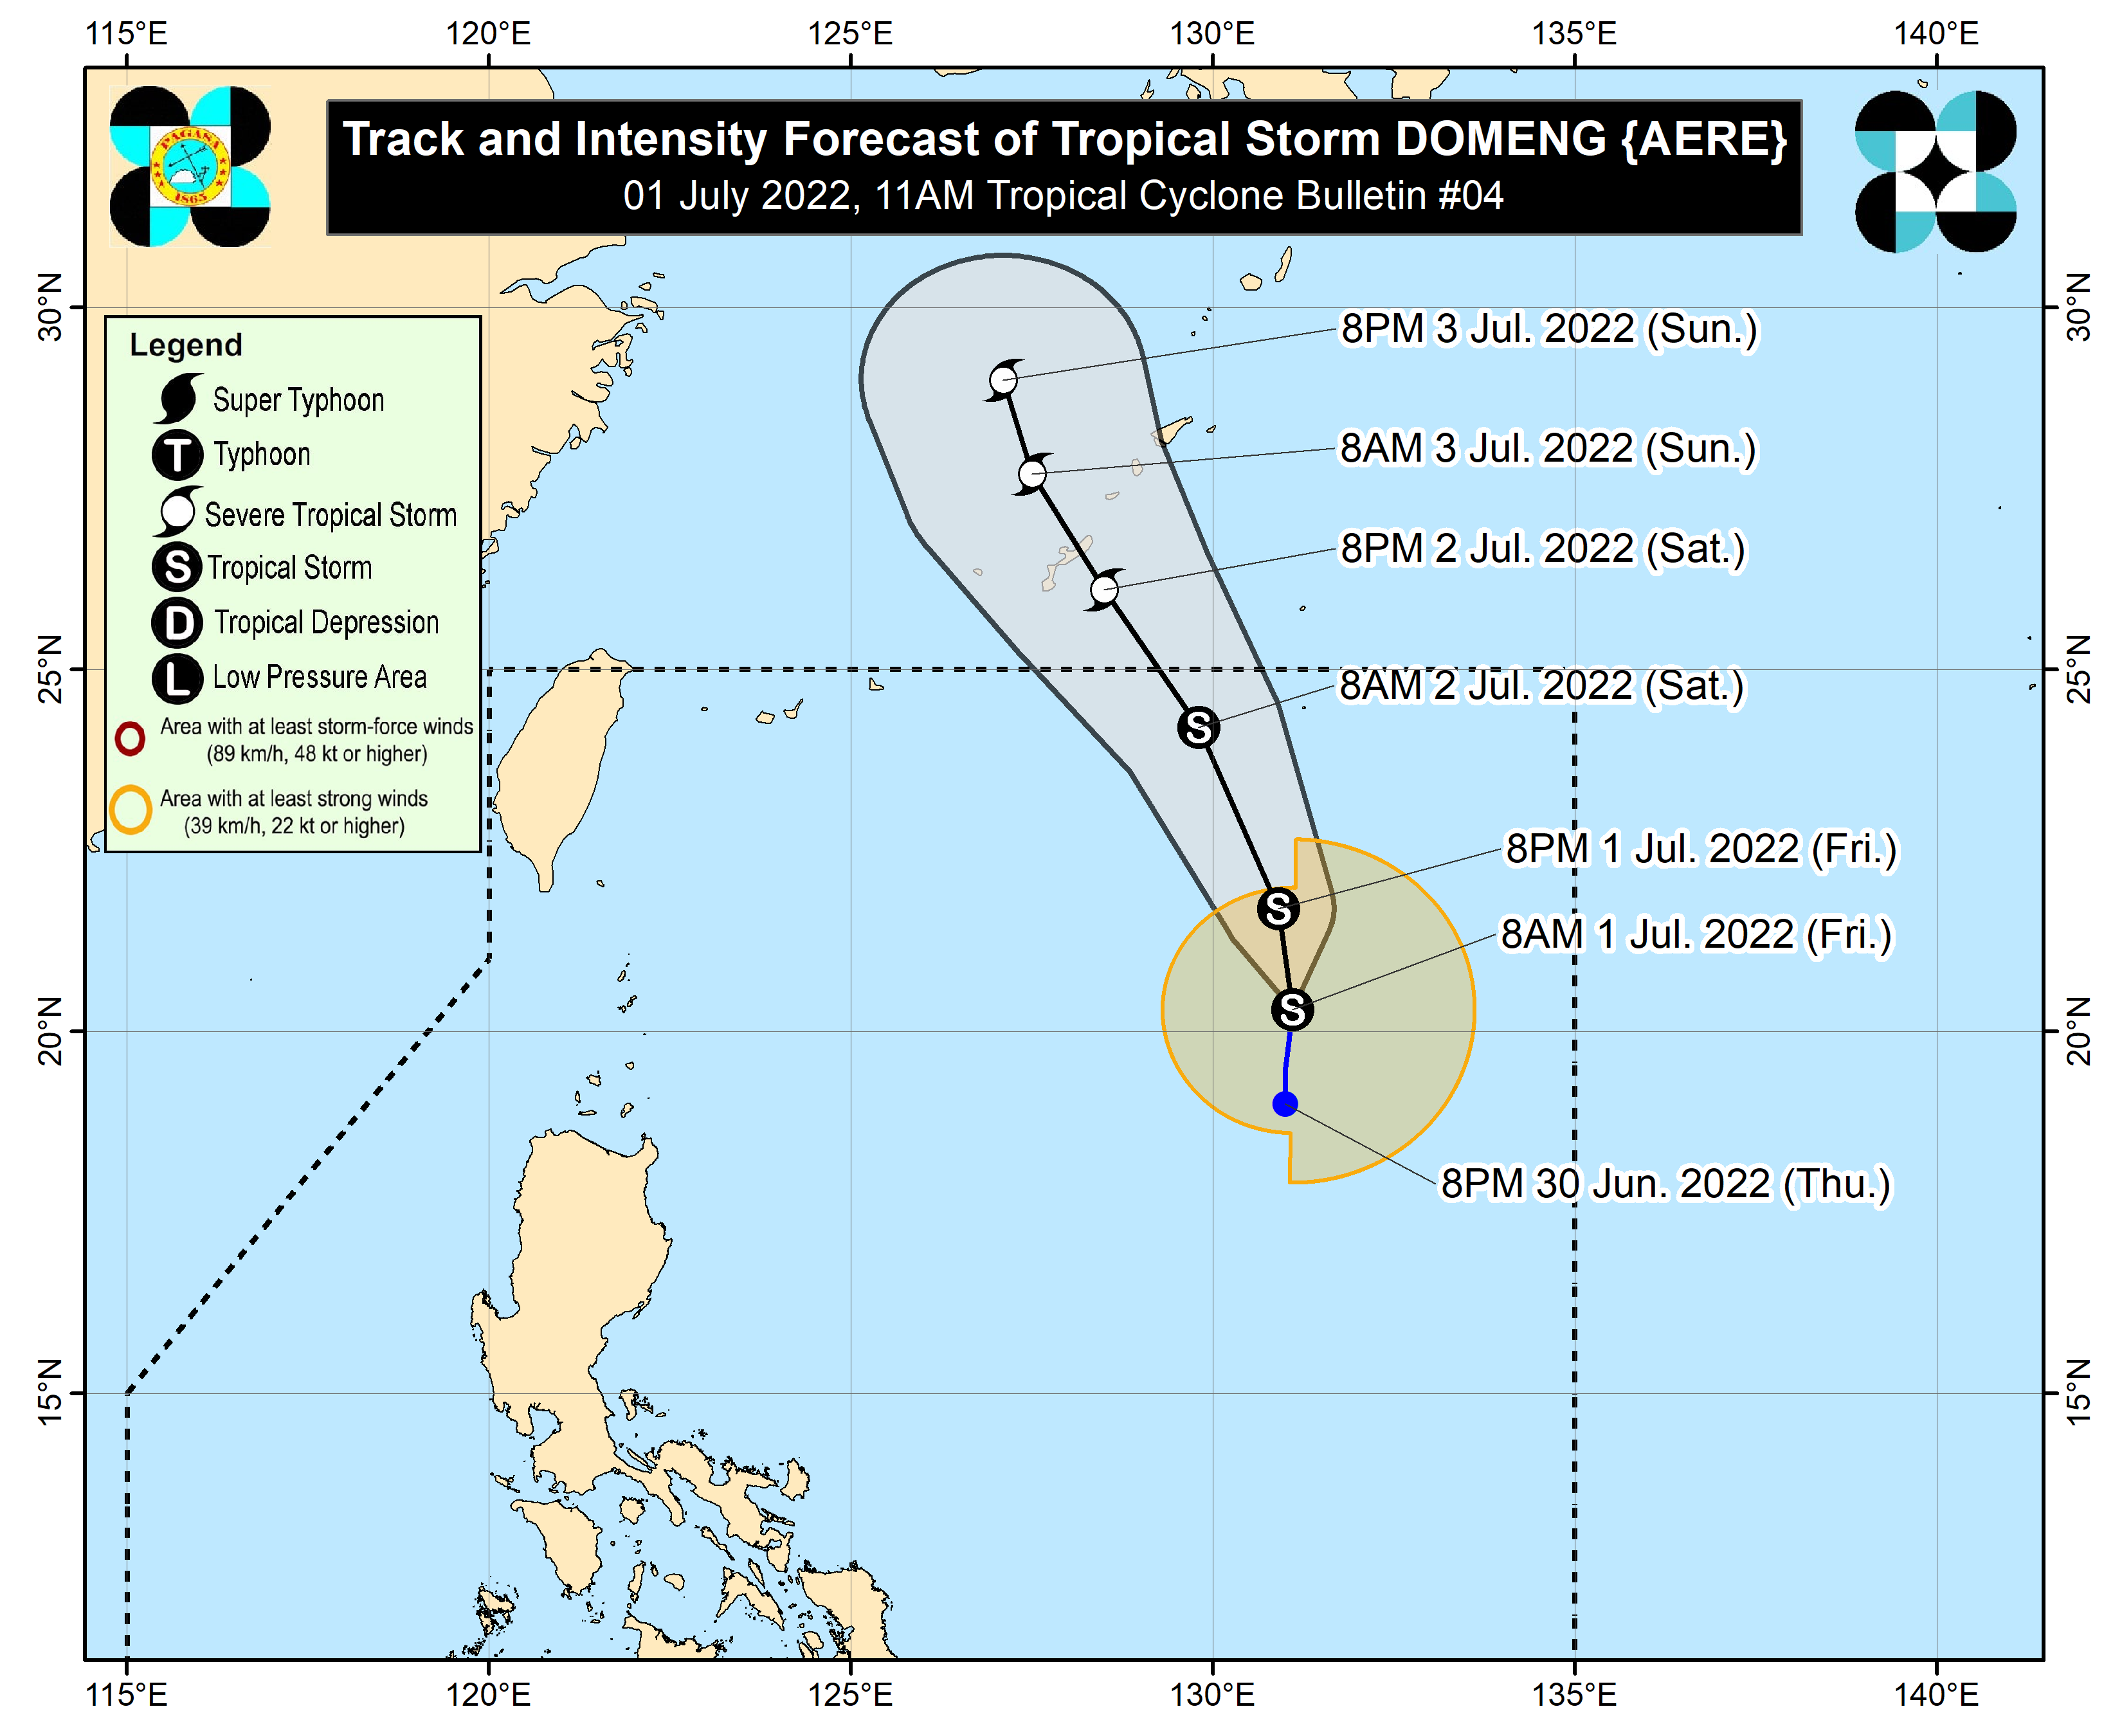 115°E 120°E 125°E 130°E 135°E 140°E
Track and Intensity Forecast of Tropical Storm DOMENG {AERE}
01 July 2022, 11AM Tropical Cyclone Bulletin #04
PAGASA
1865
30°N
30°N
25°N
25°N
20°N
20°N
15°N
15°N
Legend
Super Typhoon
T Typhoon
Severe Tropical Storm
S Tropical Storm
D Tropical Depression
L Low Pressure Area
Area with at least storm-force winds
(89 km/h, 48 kt or higher)
Area with at least strong winds
(39 km/h, 22 kt or higher)
8PM 3 Jul. 2022 (Sun.)
8AM 3 Jul. 2022 (Sun.)
8PM 2 Jul. 2022 (Sat.)
8AM 2 Jul. 2022 (Sat.)
S
8PM 1 Jul. 2022 (Fri.)
S
8AM 1 Jul. 2022 (Fri.)
S
8PM 30 Jun. 2022 (Thu.)
115°E 120°E 125°E 130°E 135°E 140°E